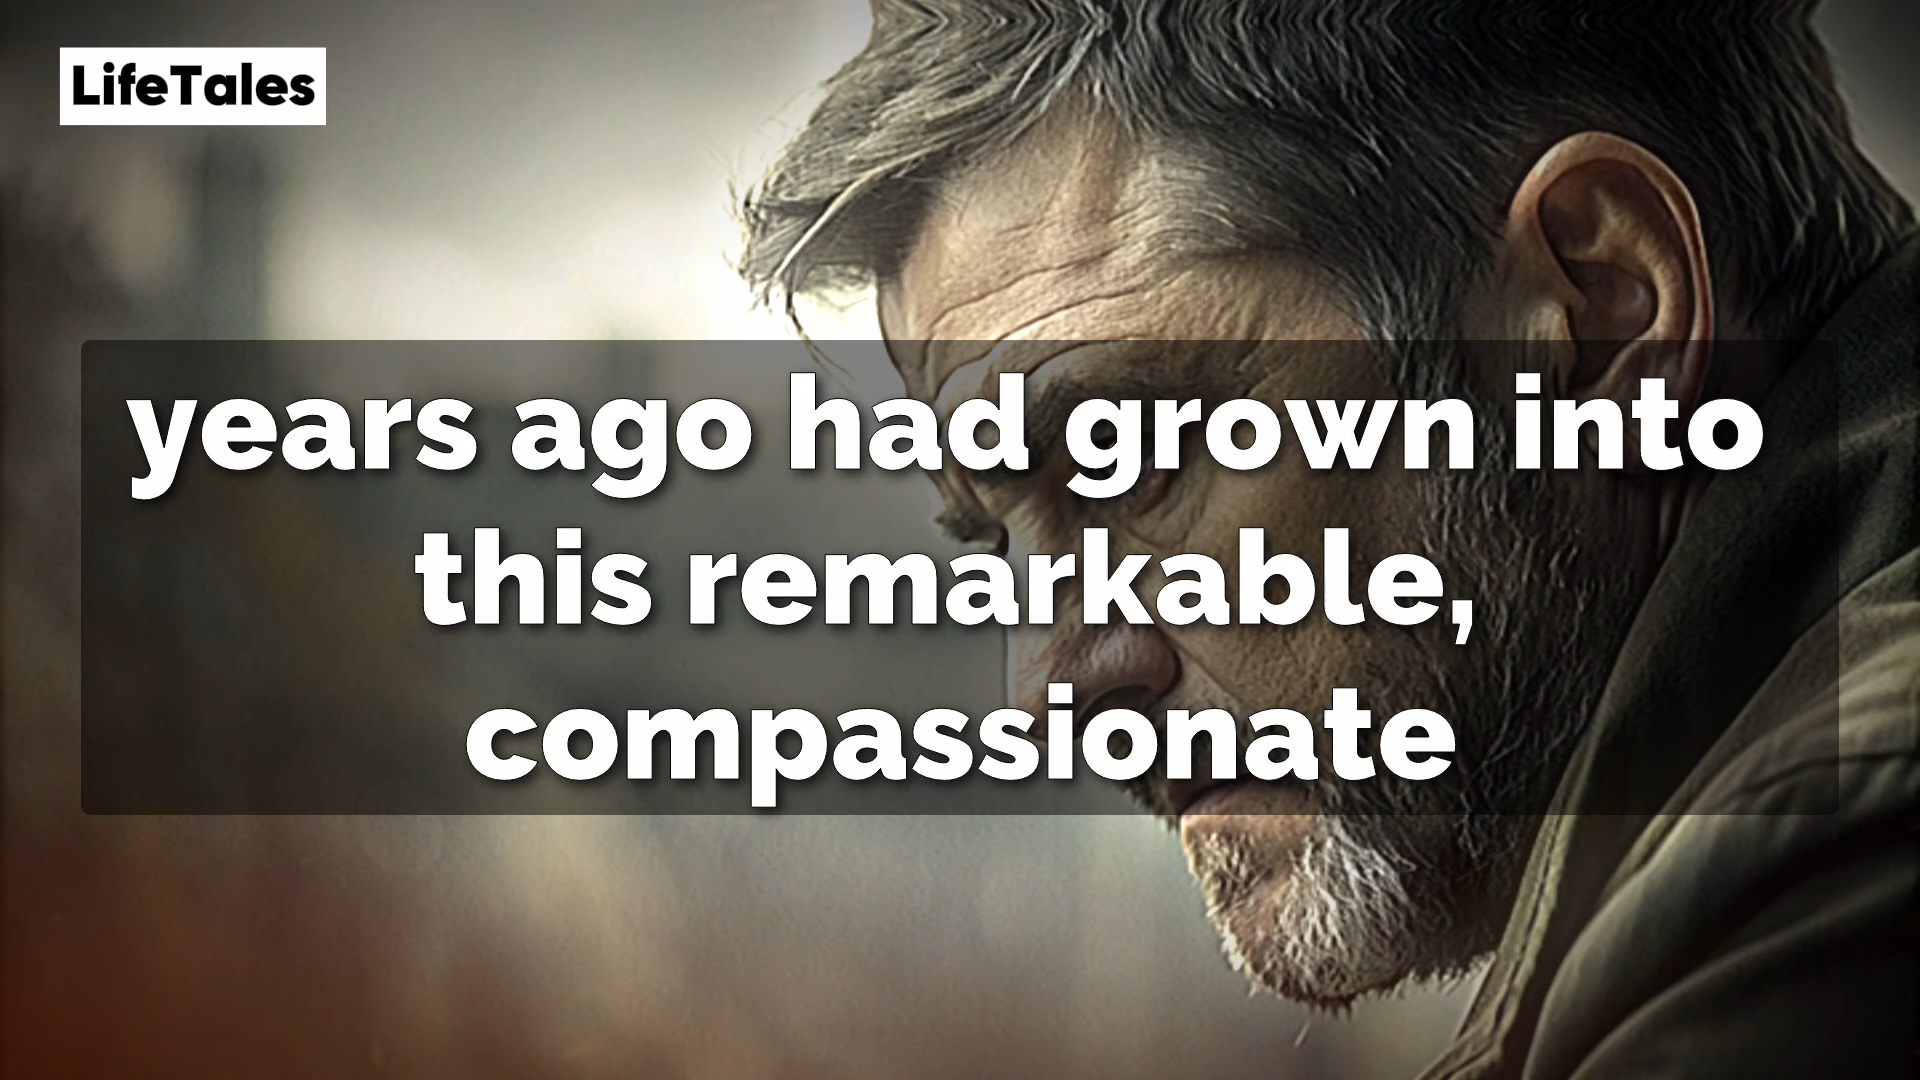 LifeTales
years ago had grown into
this remarkable,
compassionate